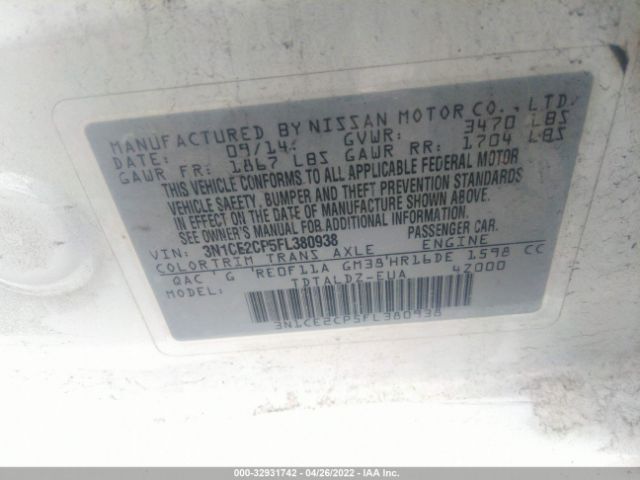 MANUFACTURED BY NISSAN MOTOR CO., LTD.
DATE: 09/14 GVWR: 3470 LBS
GAWR FR: 1867 LBS GAWR RR: 1704 LBS
THIS VEHICLE CONFORMS TO ALL APPLICABLE FEDERAL MOTOR
VEHICLE SAFETY, BUMPER AND THEFT PREVENTION STANDARDS
IN EFFECT ON THE DATE OF MANUFACTURE SHOWN ABOVE.
SEE OWNER'S MANUAL FOR ADDITIONAL INFORMATION.
VIN: 3N1CE2CP5FL380938 PASSENGER CAR.
COLOR TRIM TRANS AXLE ENGINE
QAC G RE0F11A GM38 HR16DE 1598 CC
MODEL: TDTALDZ-EUA 42000
3N1CE2CP5FL380938
000-32931742 - 04/26/2022 - IAA Inc.